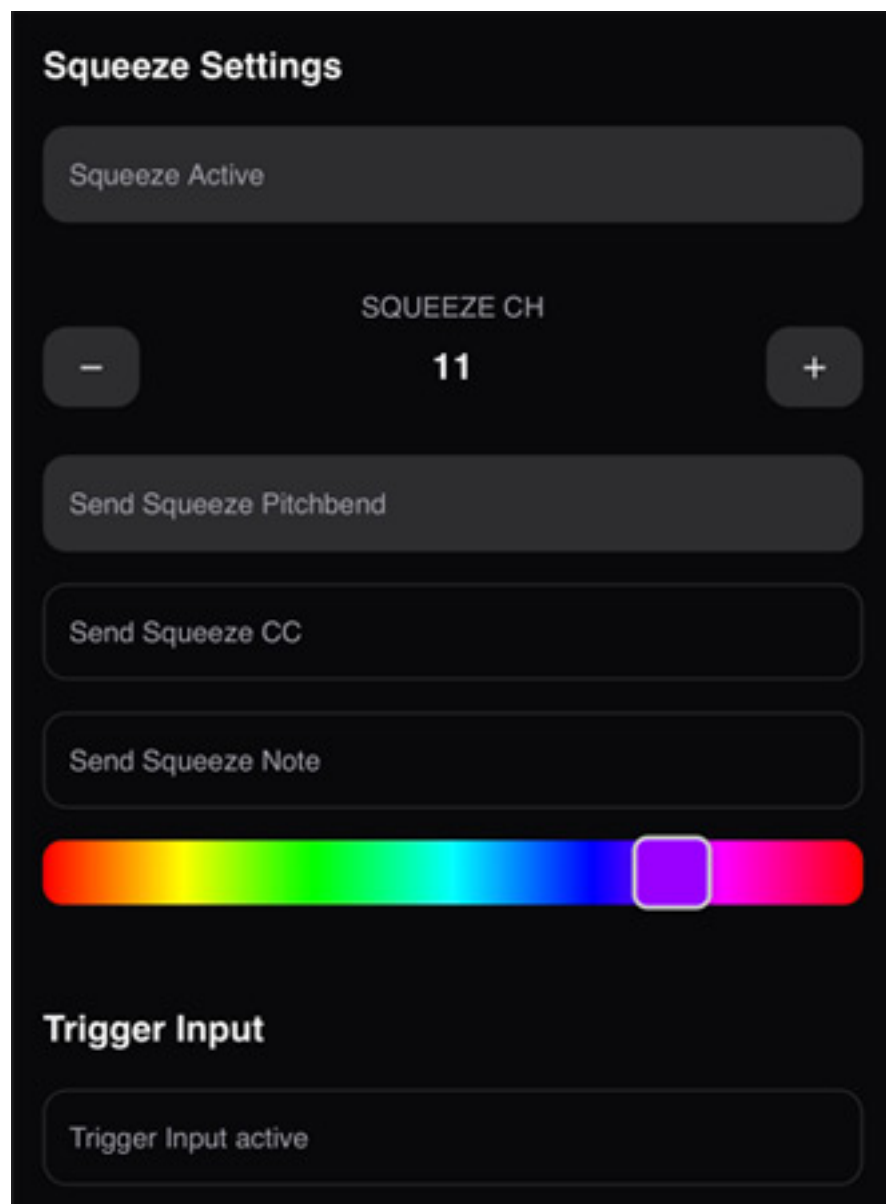 Squeeze Settings
Squeeze Active
SQUEEZE CH
− 11 +
Send Squeeze Pitchbend
Send Squeeze CC
Send Squeeze Note
Trigger Input
Trigger Input active